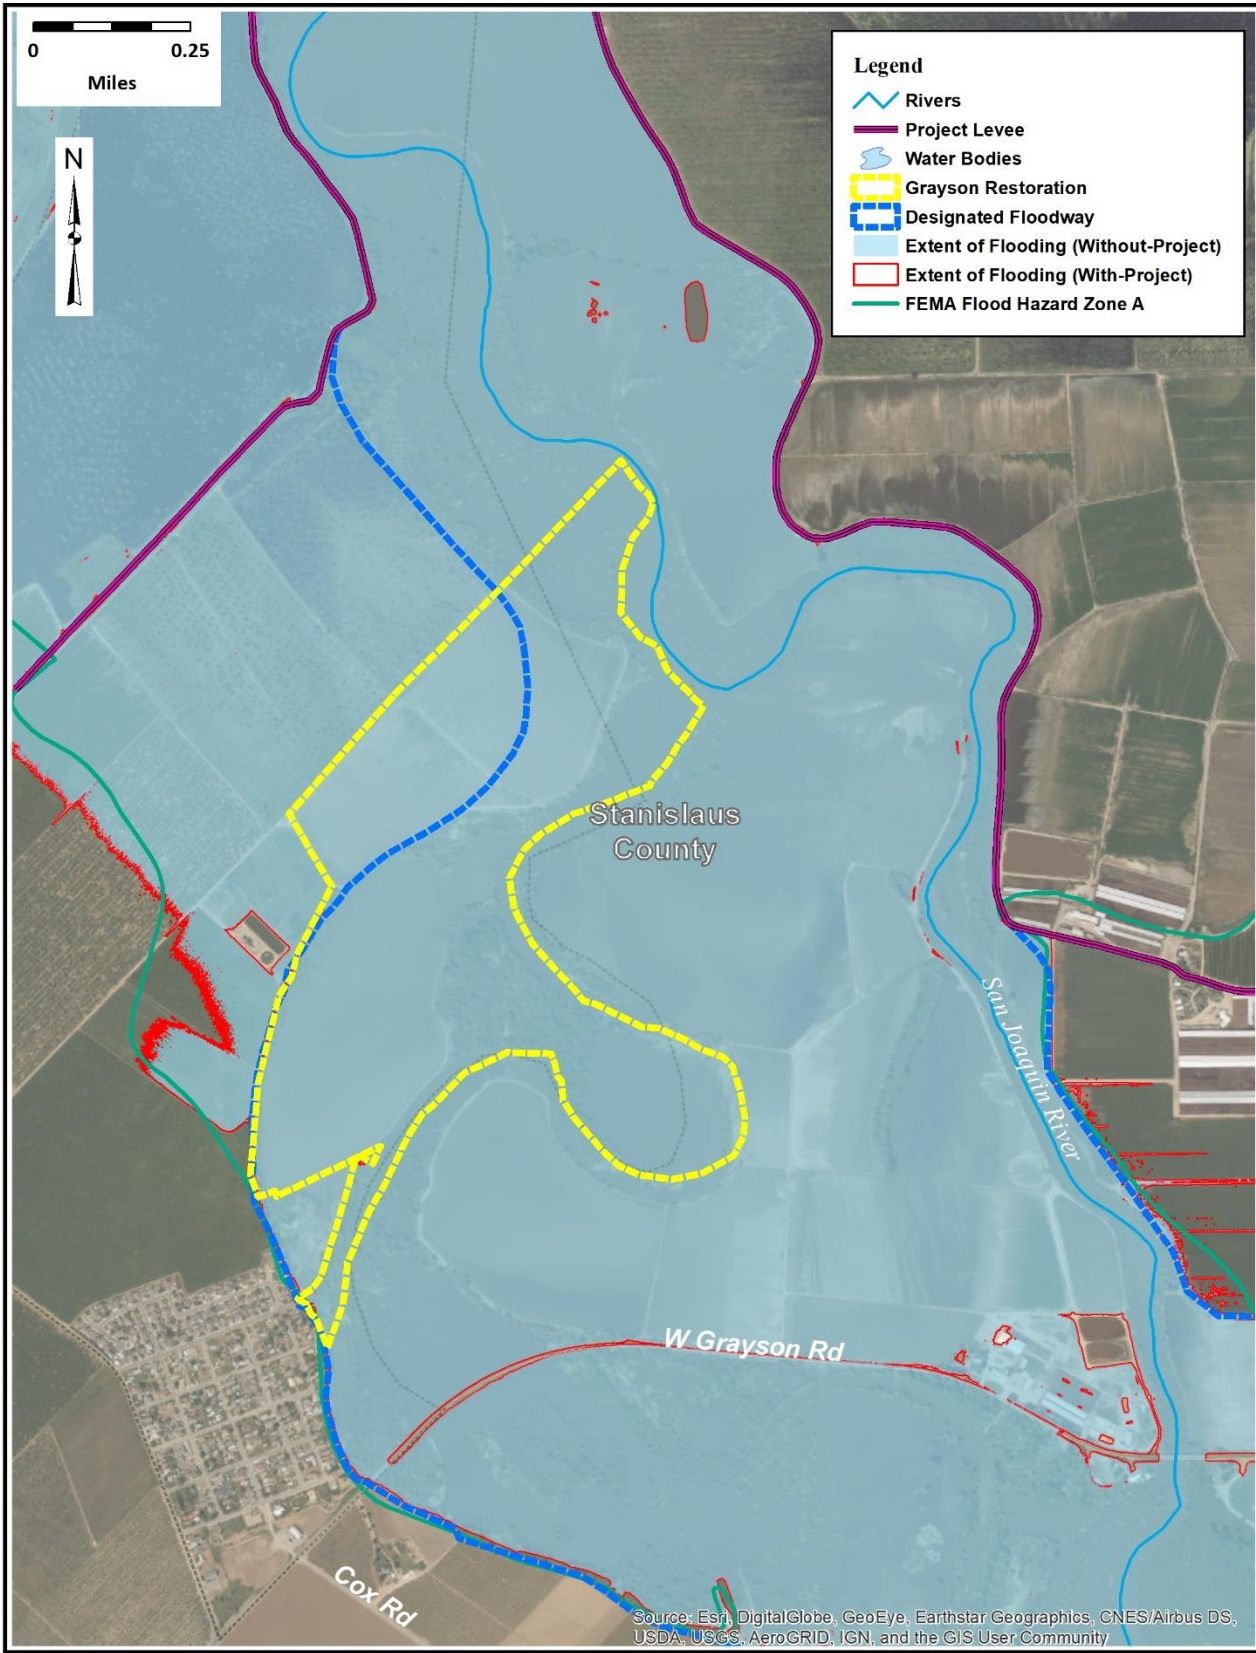 0 0.25
Miles
N
Legend
Rivers
Project Levee
Water Bodies
Grayson Restoration
Designated Floodway
Extent of Flooding (Without-Project)
Extent of Flooding (With-Project)
FEMA Flood Hazard Zone A
Stanislaus
County
San Joaquin River
W Grayson Rd
Cox Rd
Source: Esri, DigitalGlobe, GeoEye, Earthstar Geographics, CNES/Airbus DS,
USDA, USGS, AeroGRID, IGN, and the GIS User Community